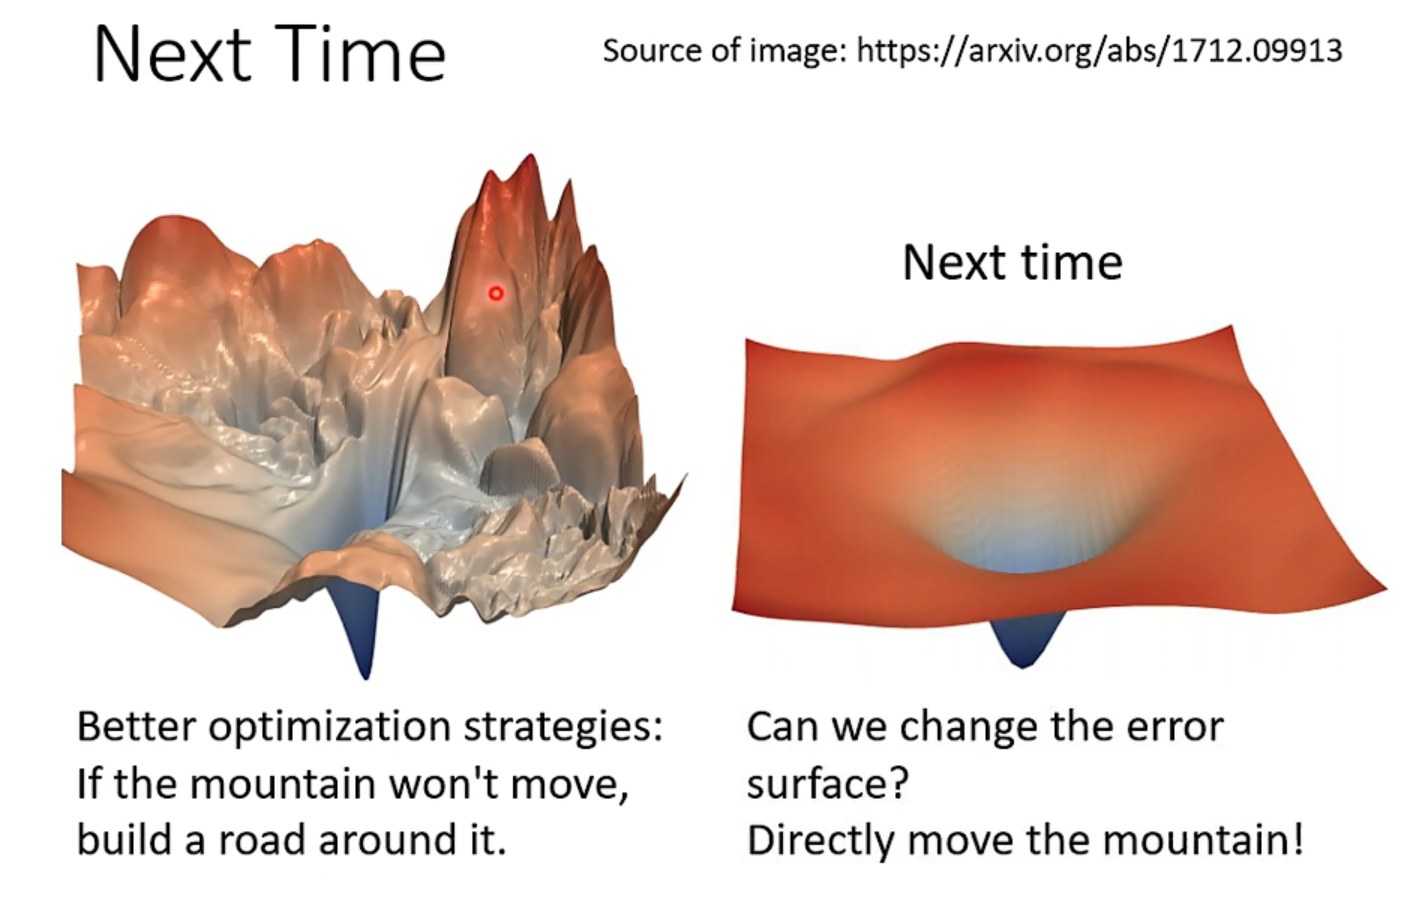 Next Time
Source of image: https://arxiv.org/abs/1712.09913
Next time
Better optimization strategies:
If the mountain won't move,
build a road around it.
Can we change the error
surface?
Directly move the mountain!